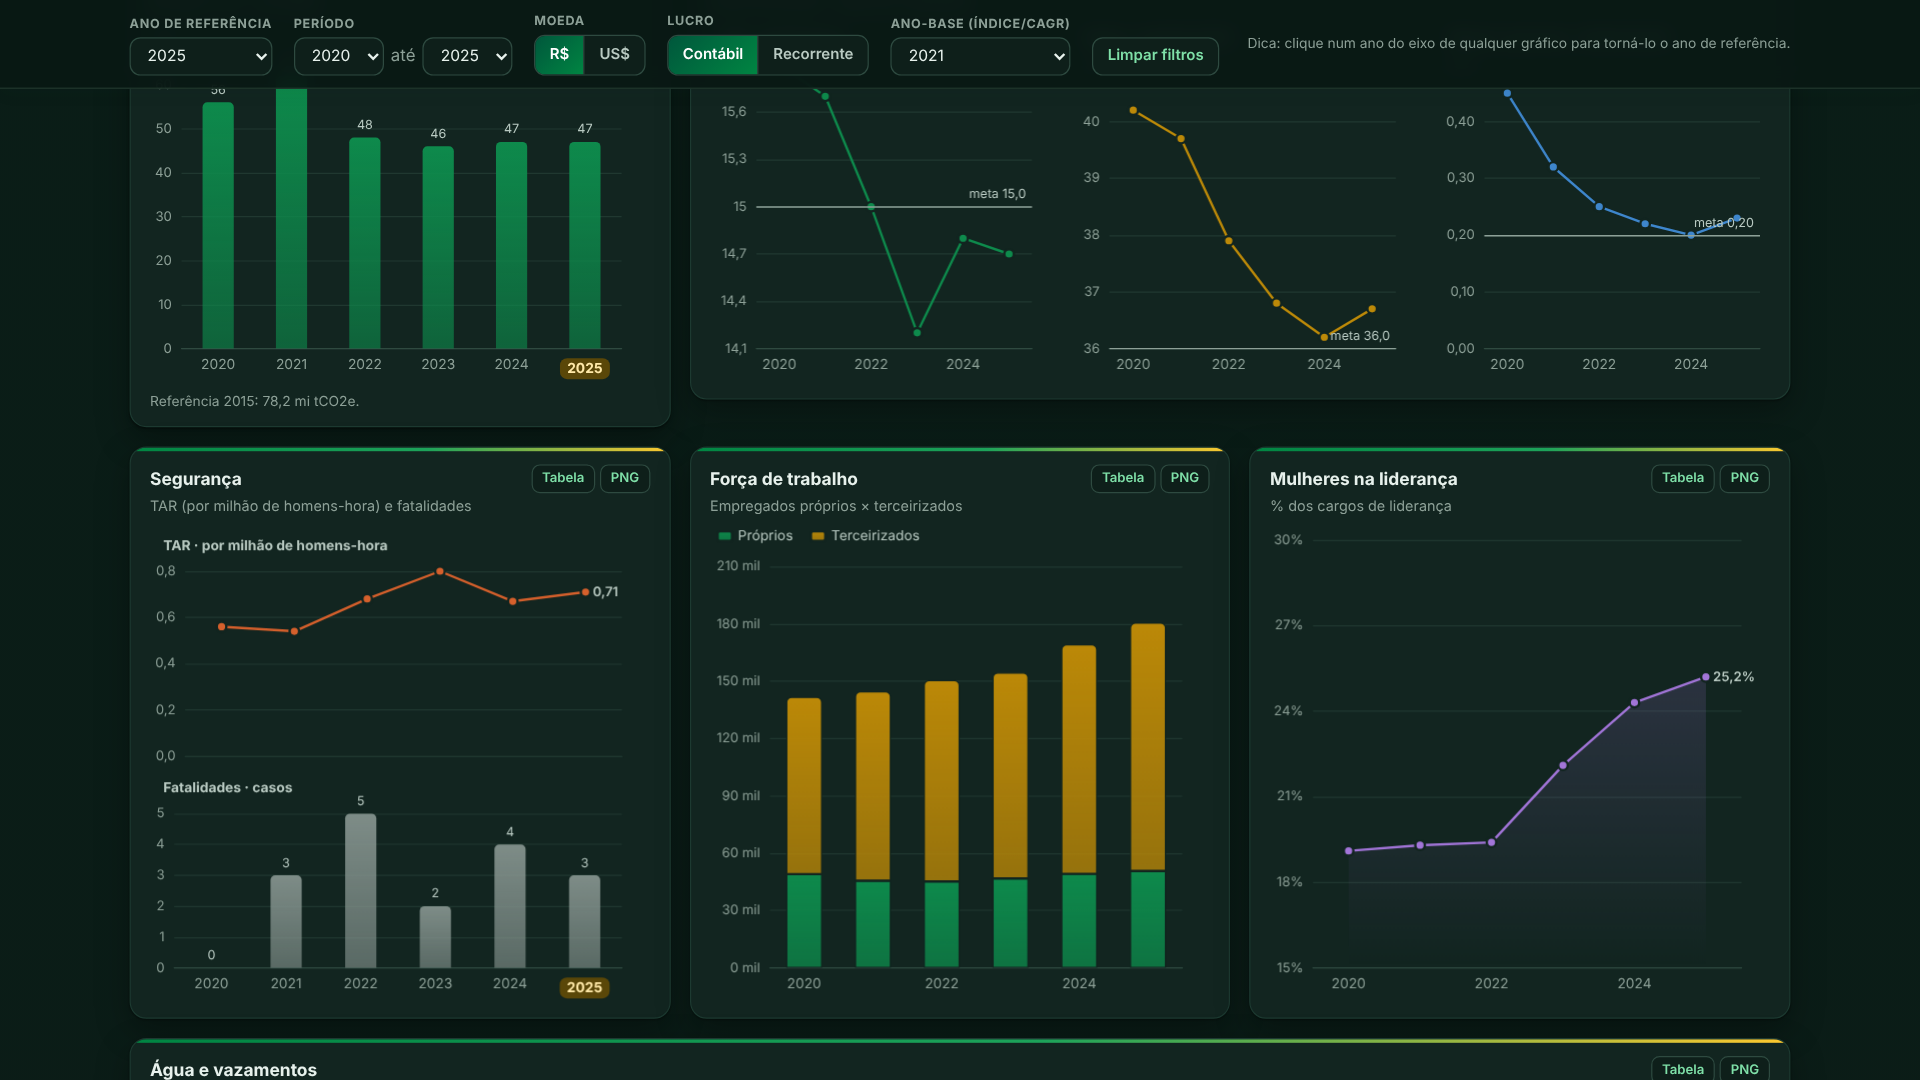 ANO DE REFERÊNCIA
2025
PERÍODO
2020 até 2025
MOEDA
R$ US$
LUCRO
Contábil Recorrente
ANO-BASE (ÍNDICE/CAGR)
2021
Limpar filtros
Dica: clique num ano do eixo de qualquer gráfico para torná-lo o ano de referência.
56
48
46
47
47
50
40
30
20
10
0
2020 2021 2022 2023 2024 2025
Referência 2015: 78,2 mi tCO2e.
15,6
15,3
15
14,7
14,4
14,1
meta 15,0
2020 2022 2024
40
39
38
37
36
meta 36,0
2020 2022 2024
0,40
0,30
0,20
0,10
0,00
meta 0,20
2020 2022 2024
Segurança
Tabela PNG
TAR (por milhão de homens-hora) e fatalidades
TAR · por milhão de homens-hora
0,8
0,6
0,4
0,2
0,0
0,71
Fatalidades · casos
5
4
3
2
1
0
0
3
5
2
4
3
2020 2021 2022 2023 2024 2025
Força de trabalho
Tabela PNG
Empregados próprios × terceirizados
Próprios Terceirizados
210 mil
180 mil
150 mil
120 mil
90 mil
60 mil
30 mil
0 mil
2020 2022 2024
Mulheres na liderança
Tabela PNG
% dos cargos de liderança
30%
27%
24%
21%
18%
15%
25,2%
2020 2022 2024
Água e vazamentos
Tabela PNG